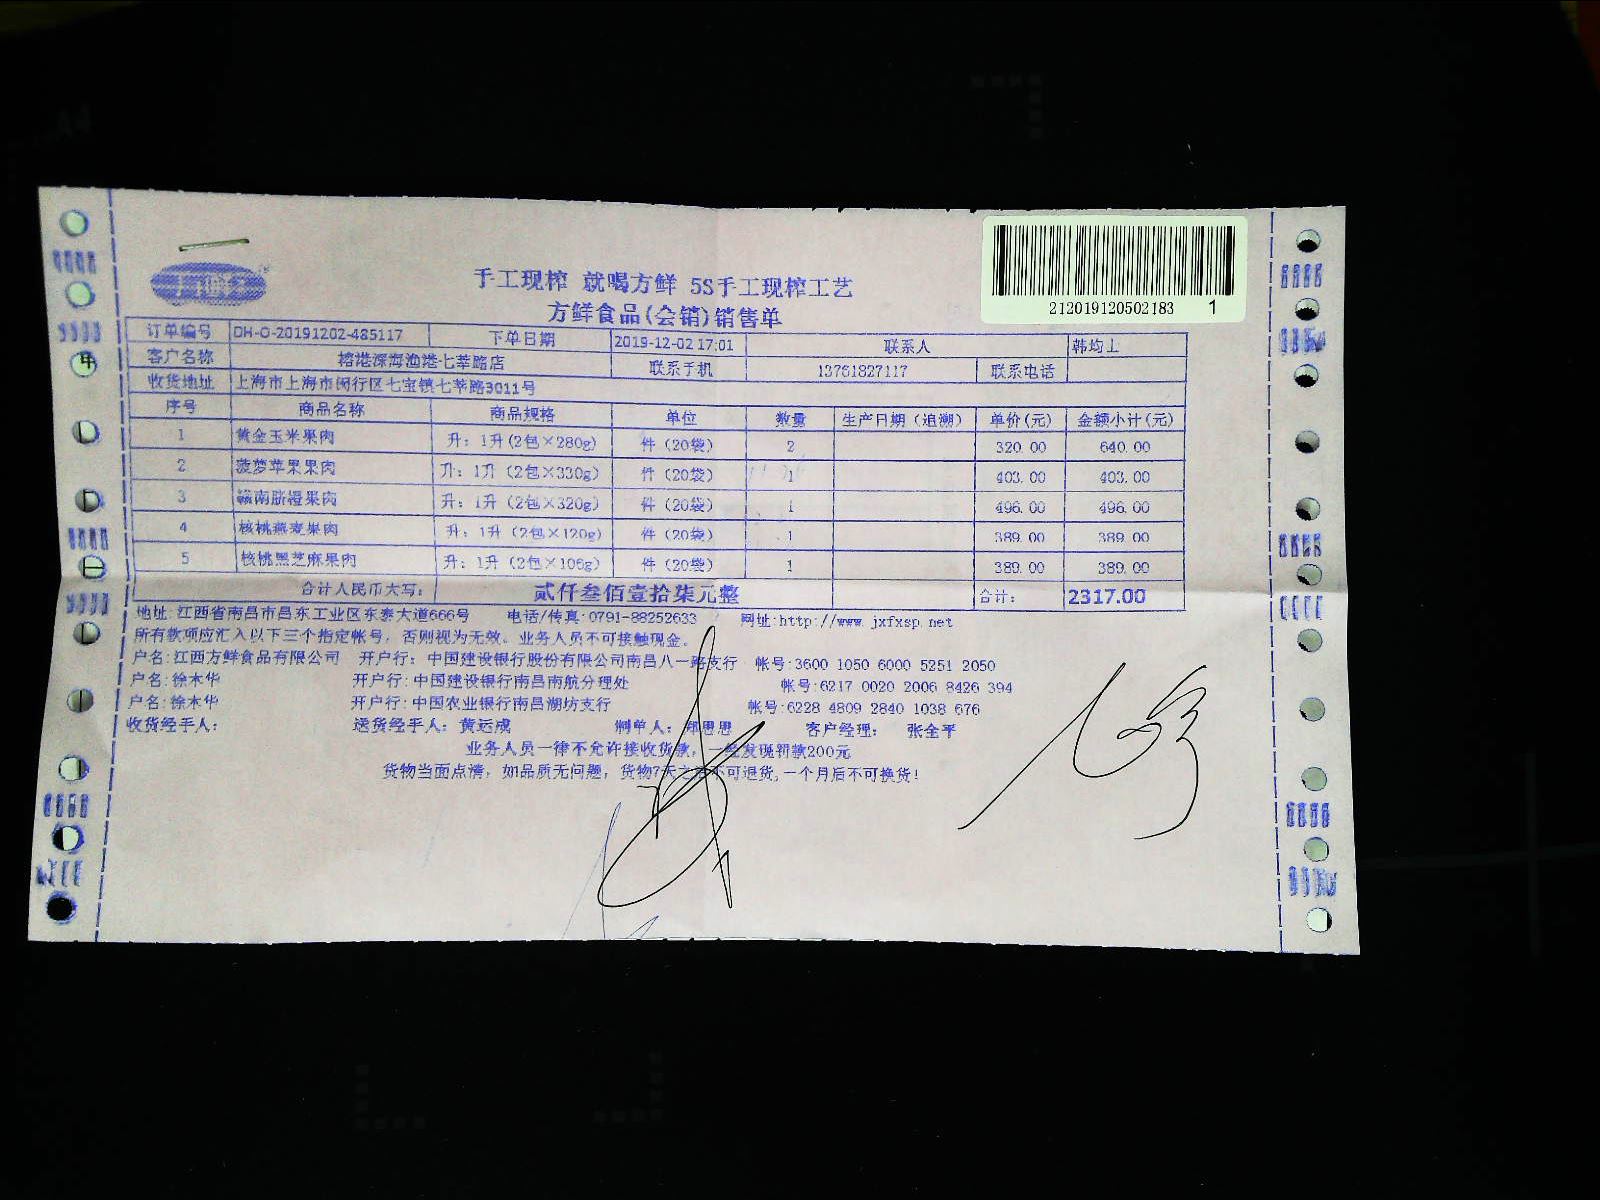 手工现榨 就喝方鲜 5S手工现榨工艺
方鲜食品(会销)销售单
212019120502183 1
订单编号 DH-O-20191202-485117 下单日期 2019-12-02 17:01 联系人 韩均上
客户名称 榕港深海渔港七莘路店 联系手机 13761827117 联系电话
收货地址 上海市上海市闵行区七宝镇七莘路3011号
序号 商品名称 商品规格 单位 数量 生产日期（追溯） 单价(元) 金额小计(元)
1 黄金玉米果肉 升：1升(2包×280g) 件（20袋） 2 320.00 640.00
2 菠萝苹果果肉 升：1升（2包×330g） 件（20袋） 1 403.00 403.00
3 赣南脐橙果肉 升：1升（2包×320g） 件（20袋） 1 496.00 496.00
4 核桃燕麦果肉 升：1升（2包×120g） 件（20袋） 1 389.00 389.00
5 核桃黑芝麻果肉 升：1升（2包×106g） 件（20袋） 1 389.00 389.00
合计人民币大写： 贰仟叁佰壹拾柒元整 合计： 2317.00
地址:江西省南昌市昌东工业区东泰大道666号 电话/传真:0791-88252633 网址:http://www.jxfxsp.net
所有款项应汇入以下三个指定帐号，否则视为无效。业务人员不可接触现金。
户名:江西方鲜食品有限公司 开户行：中国建设银行股份有限公司南昌八一路支行 帐号:3600 1050 6000 5251 2050
户名:徐木华 开户行:中国建设银行南昌南航分理处 帐号:6217 0020 2006 8426 394
户名:徐木华 开户行:中国农业银行南昌湖坊支行 帐号:6228 4809 2840 1038 676
收货经手人： 送货经手人：黄运成 制单人：郑思思 客户经理： 张全平
业务人员一律不允许接收货款，一经发现罚款200元
货物当面点清，如品质无问题，货物7天之后不可退货,一个月后不可换货！